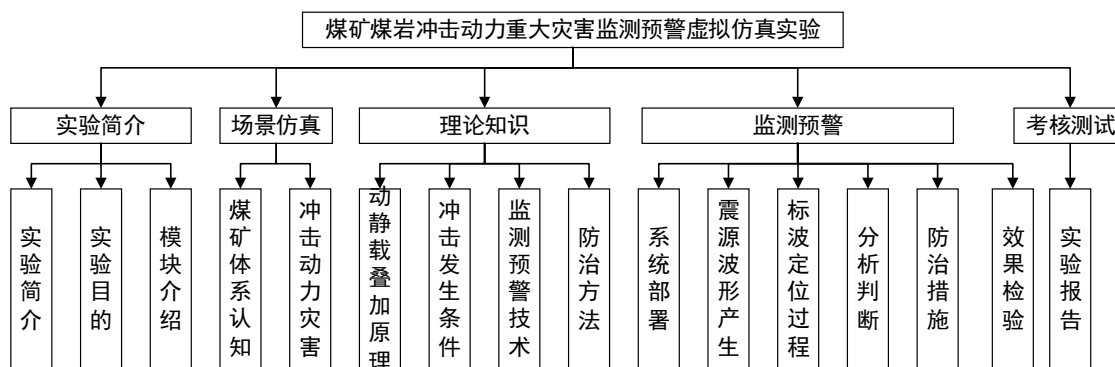 煤矿煤岩冲击动力重大灾害监测预警虚拟仿真实验
实验简介
场景仿真
理论知识
监测预警
考核测试
实验简介
实验目的
模块介绍
煤矿体系认知
冲击动力灾害
动静载叠加原理
冲击发生条件
监测预警技术
防治方法
系统部署
震源波形产生
标波定位过程
分析判断
防治措施
效果检验
实验报告